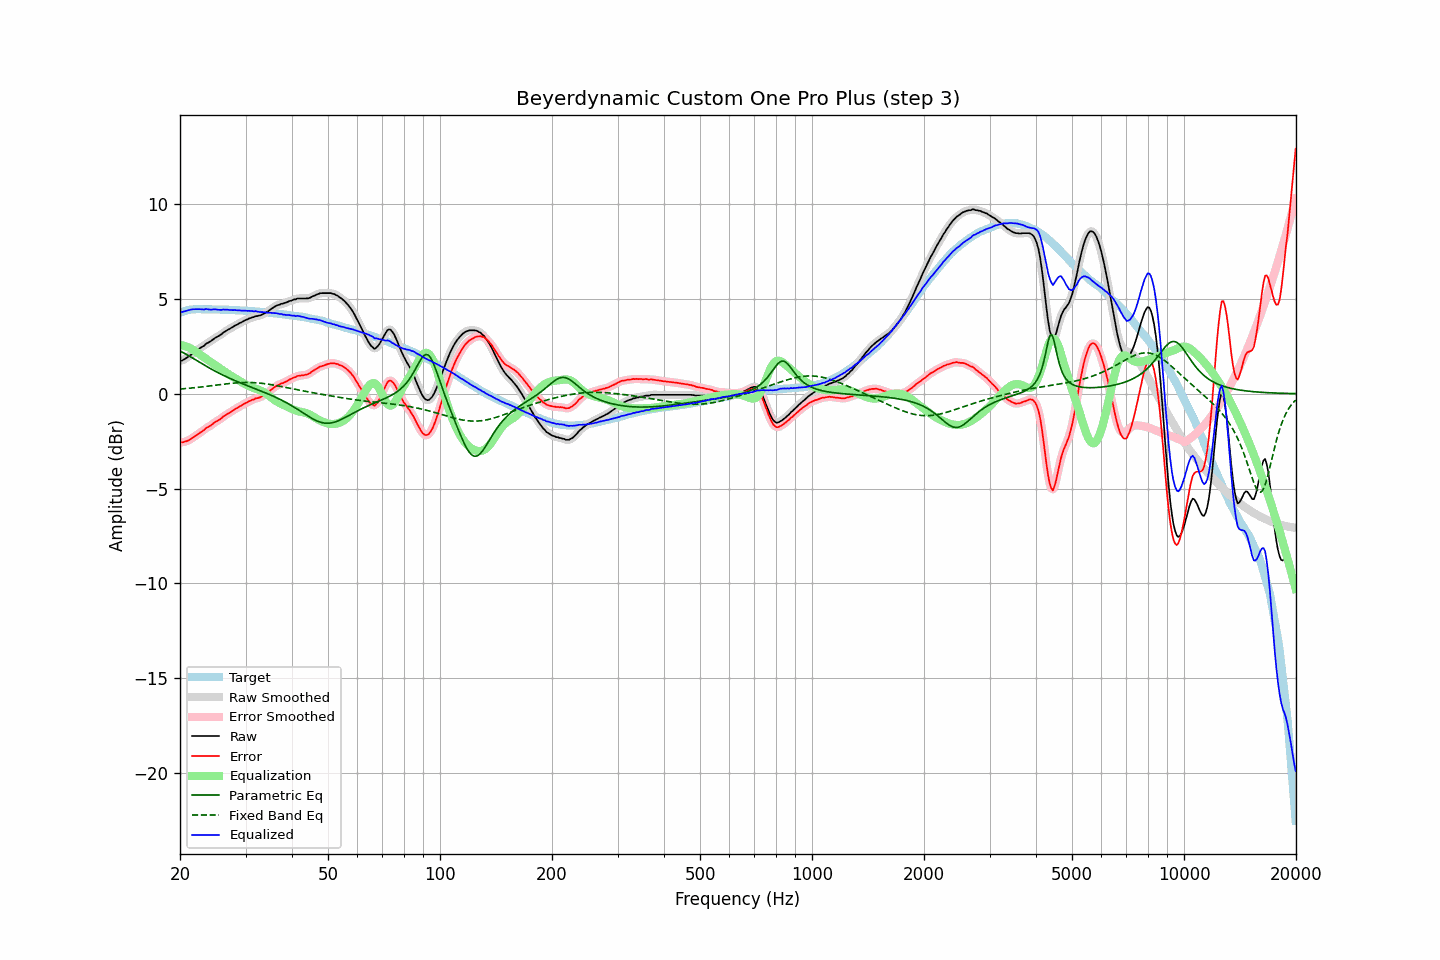 Beyerdynamic Custom One Pro Plus (step 3)
10
5
0
−5
−10
−15
−20
Amplitude (dBr)
Target
Raw Smoothed
Error Smoothed
Raw
Error
Equalization
Parametric Eq
Fixed Band Eq
Equalized
20 50 100 200 500 1000 2000 5000 10000 20000
Frequency (Hz)